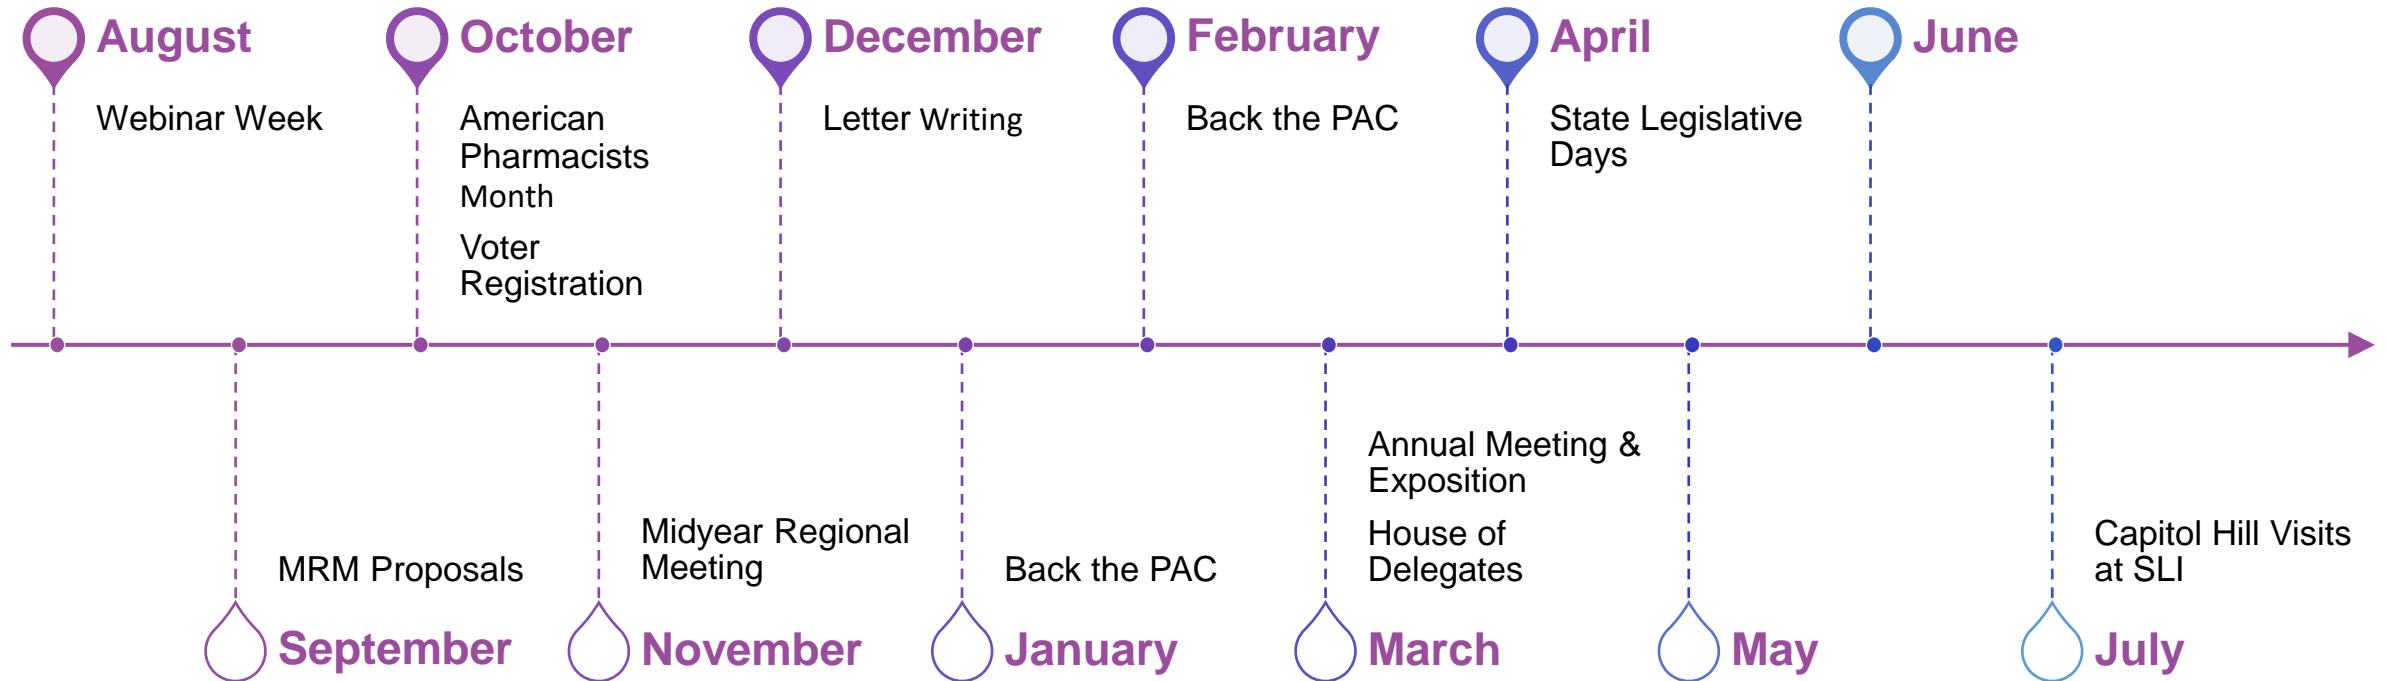 August
Webinar Week
October
American
Pharmacists
Month
Voter
Registration
December
Letter Writing
February
Back the PAC
April
State Legislative
Days
June
MRM Proposals
September
Midyear Regional
Meeting
November
Back the PAC
January
Annual Meeting &
Exposition
House of
Delegates
March
May
Capitol Hill Visits
at SLI
July